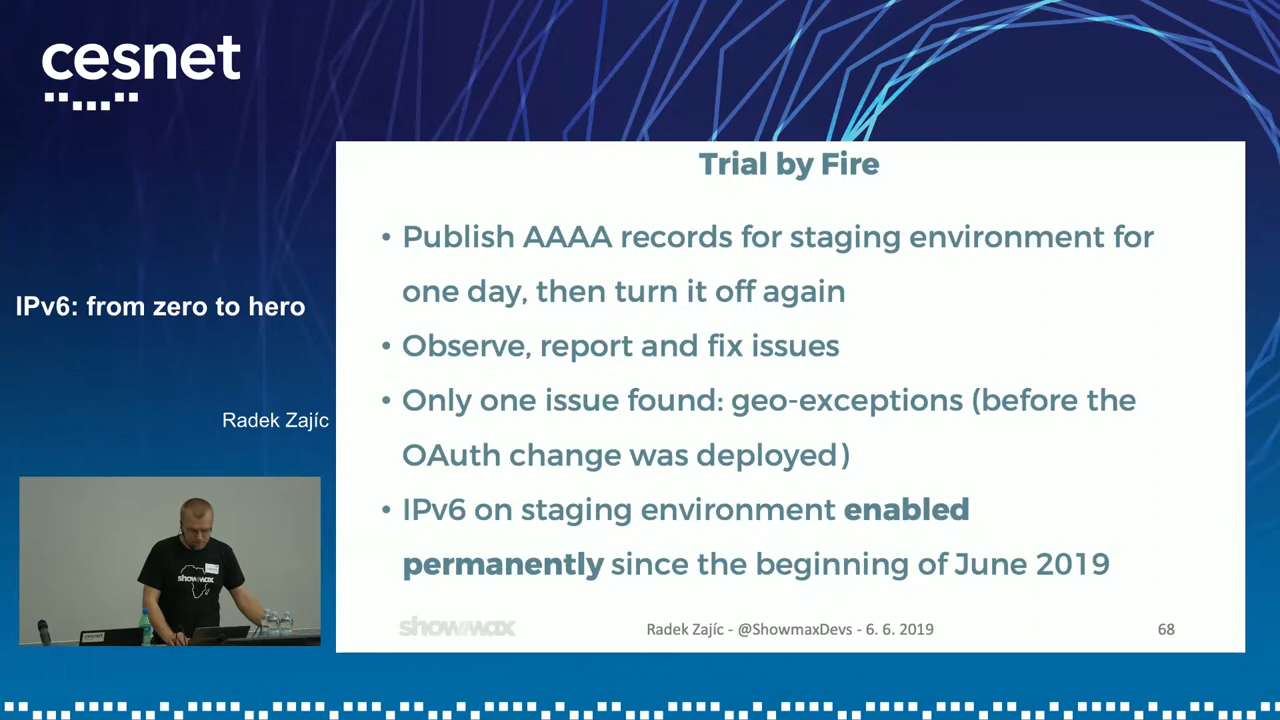 cesnet
Trial by Fire
• Publish AAAA records for staging environment for
one day, then turn it off again
• Observe, report and fix issues
• Only one issue found: geo-exceptions (before the
OAuth change was deployed)
• IPv6 on staging environment enabled
permanently since the beginning of June 2019
showmax
Radek Zajíc - @ShowmaxDevs - 6. 6. 2019
68
IPv6: from zero to hero
Radek Zajíc
showmax
cesnet